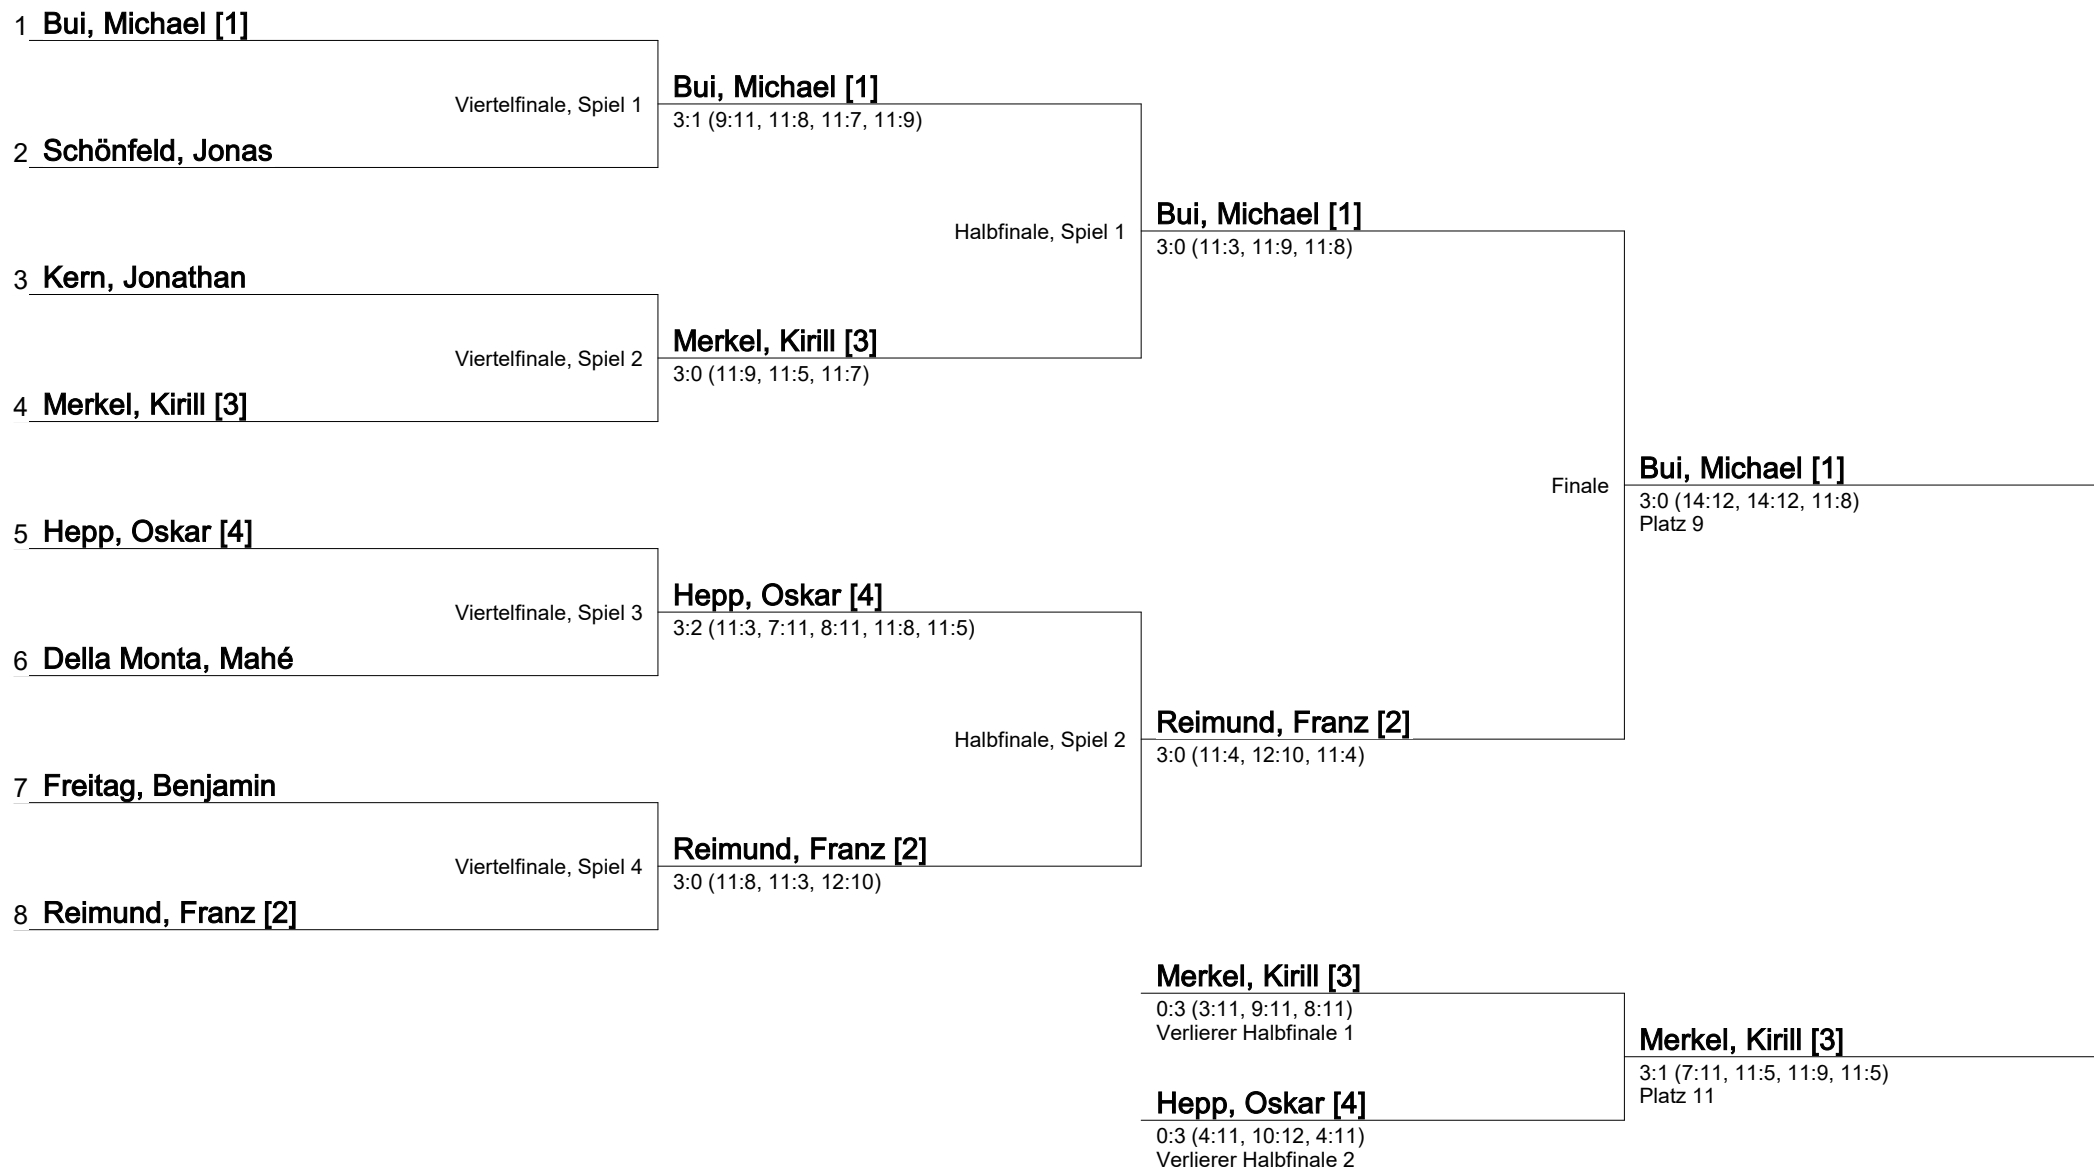 1 Bui, Michael [1]
Viertelfinale, Spiel 1
2 Schönfeld, Jonas
Bui, Michael [1]
3:1 (9:11, 11:8, 11:7, 11:9)
3 Kern, Jonathan
Viertelfinale, Spiel 2
4 Merkel, Kirill [3]
Merkel, Kirill [3]
3:0 (11:9, 11:5, 11:7)
Halbfinale, Spiel 1
Bui, Michael [1]
3:0 (11:3, 11:9, 11:8)
5 Hepp, Oskar [4]
Viertelfinale, Spiel 3
6 Della Monta, Mahé
Hepp, Oskar [4]
3:2 (11:3, 7:11, 8:11, 11:8, 11:5)
7 Freitag, Benjamin
Viertelfinale, Spiel 4
8 Reimund, Franz [2]
Reimund, Franz [2]
3:0 (11:8, 11:3, 12:10)
Halbfinale, Spiel 2
Reimund, Franz [2]
3:0 (11:4, 12:10, 11:4)
Finale
Bui, Michael [1]
3:0 (14:12, 14:12, 11:8)
Platz 9
Merkel, Kirill [3]
0:3 (3:11, 9:11, 8:11)
Verlierer Halbfinale 1
Hepp, Oskar [4]
0:3 (4:11, 10:12, 4:11)
Verlierer Halbfinale 2
Merkel, Kirill [3]
3:1 (7:11, 11:5, 11:9, 11:5)
Platz 11